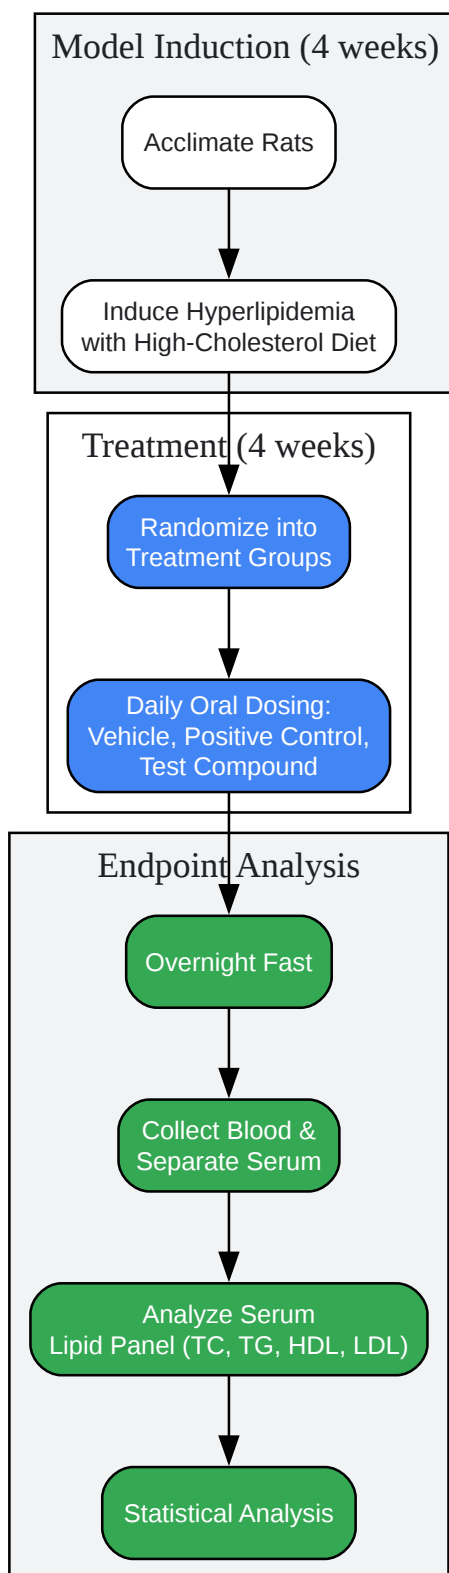 Model Induction (4 weeks)
Acclimate Rats
Induce Hyperlipidemia
with High-Cholesterol Diet
Treatment (4 weeks)
Randomize into
Treatment Groups
Daily Oral Dosing:
Vehicle, Positive Control,
Test Compound
Endpoint Analysis
Overnight Fast
Collect Blood &
Separate Serum
Analyze Serum
Lipid Panel (TC, TG, HDL, LDL)
Statistical Analysis